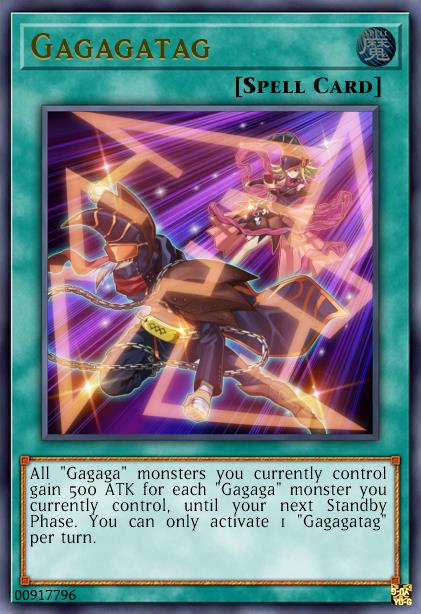 Gagagatag
魔
[Spell Card]
All "Gagaga" monsters you currently control
gain 500 ATK for each "Gagaga" monster you
currently control, until your next Standby
Phase. You can only activate 1 "Gagagatag"
per turn.
00917796